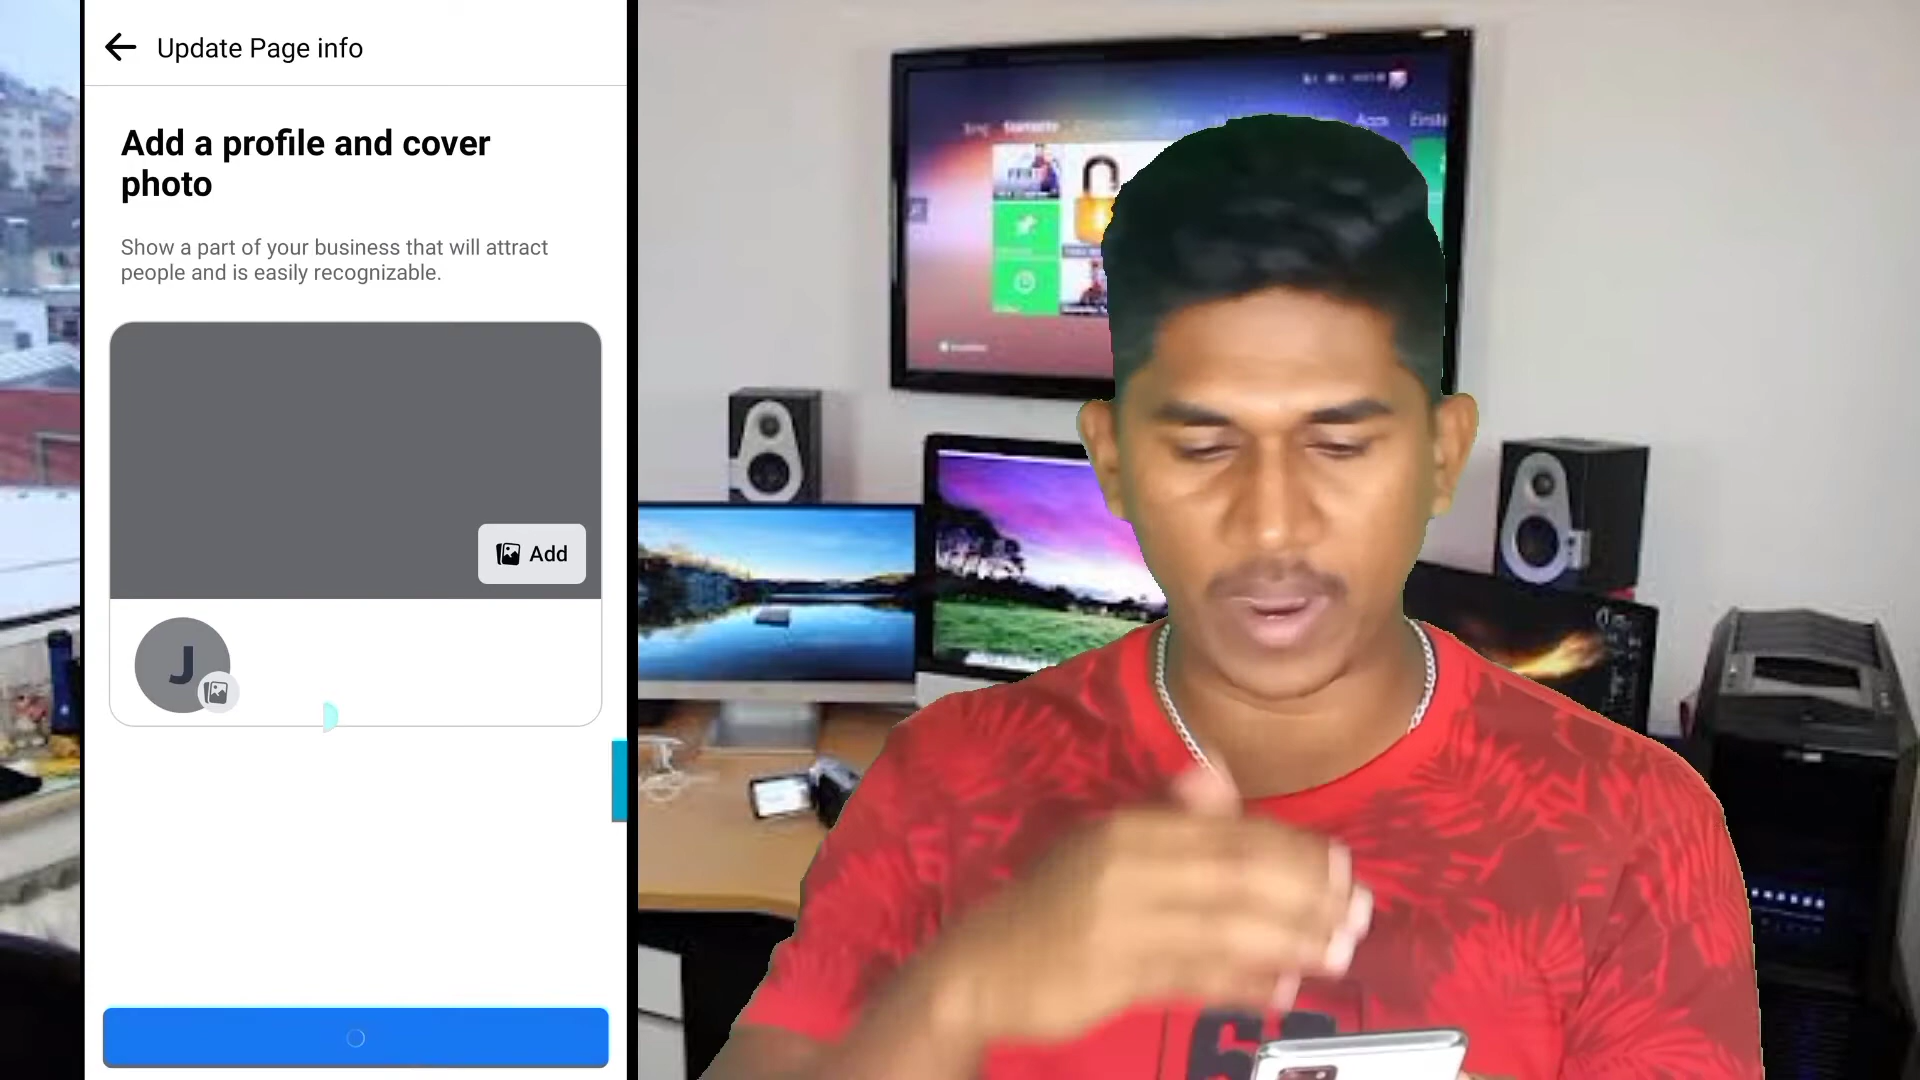 Update Page info
Add a profile and cover
photo
Show a part of your business that will attract
people and is easily recognizable.
Add
J
Apps